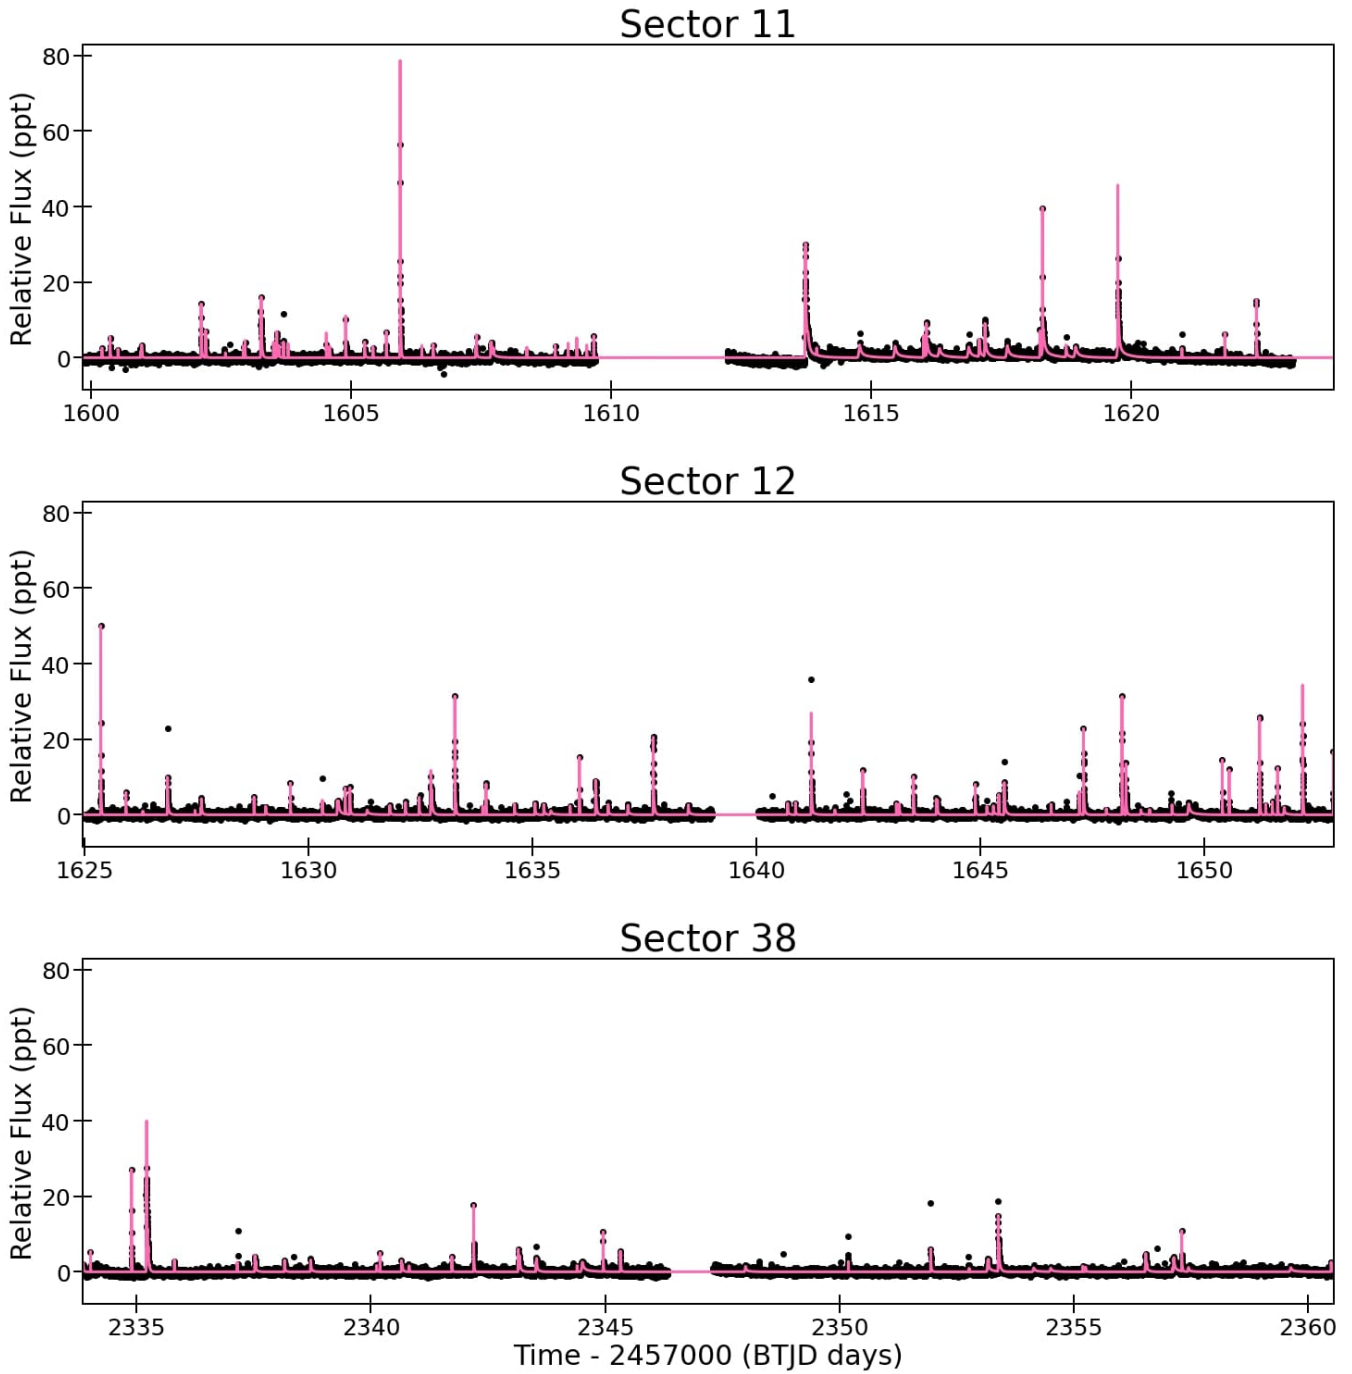 Sector 11
Relative Flux (ppt)
80
60
40
20
0
1600 1605 1610 1615 1620
Sector 12
Relative Flux (ppt)
80
60
40
20
0
1625 1630 1635 1640 1645 1650
Sector 38
Relative Flux (ppt)
80
60
40
20
0
2335 2340 2345 2350 2355 2360
Time - 2457000 (BTJD days)